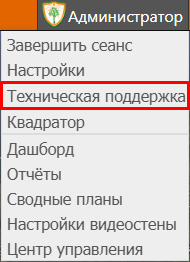 Администратор
Завершить сеанс
Настройки
Техническая поддержка
Квадратор
Дашборд
Отчёты
Сводные планы
Настройки видеостены
Центр управления